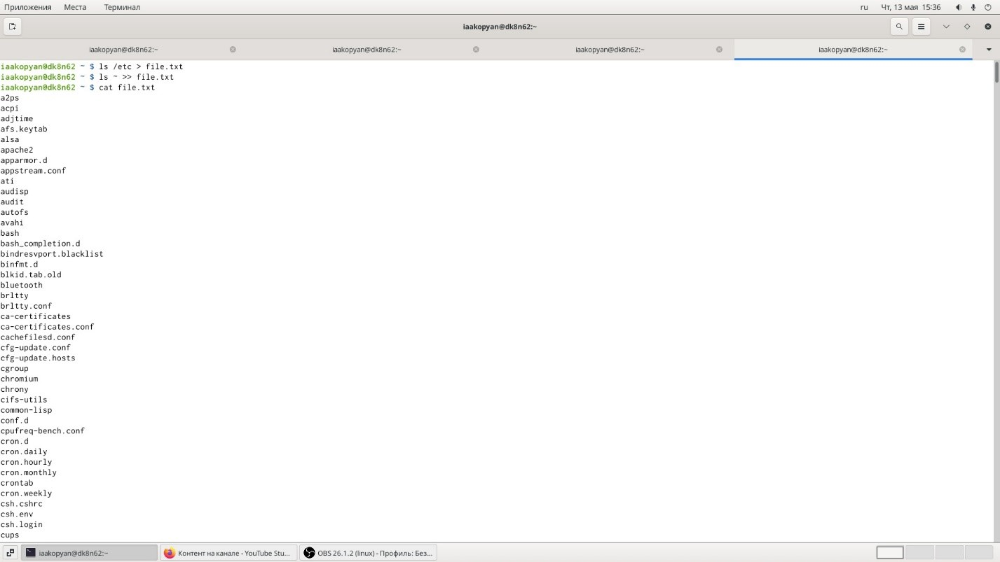 Приложения Места Терминал ru Чт, 13 мая 15:36
iaakopyan@dk8n62:~
iaakopyan@dk8n62:~ iaakopyan@dk8n62:~ iaakopyan@dk8n62:~ iaakopyan@dk8n62:~
iaakopyan@dk8n62 ~ $ ls /etc > file.txt
iaakopyan@dk8n62 ~ $ ls ~ >> file.txt
iaakopyan@dk8n62 ~ $ cat file.txt
a2ps
acpi
adjtime
afs.keytab
alsa
apache2
apparmor.d
appstream.conf
ati
audisp
audit
autofs
avahi
bash
bash_completion.d
bindresvport.blacklist
binfmt.d
blkid.tab.old
bluetooth
brltty
brltty.conf
ca-certificates
ca-certificates.conf
cachefilesd.conf
cfg-update.conf
cfg-update.hosts
cgroup
chromium
chrony
cifs-utils
common-lisp
conf.d
cpufreq-bench.conf
cron.d
cron.daily
cron.hourly
cron.monthly
crontab
cron.weekly
csh.cshrc
csh.env
csh.login
cups
iaakopyan@dk8n62:~ Контент на канале - YouTube Stu... OBS 26.1.2 (linux) - Профиль: Без...